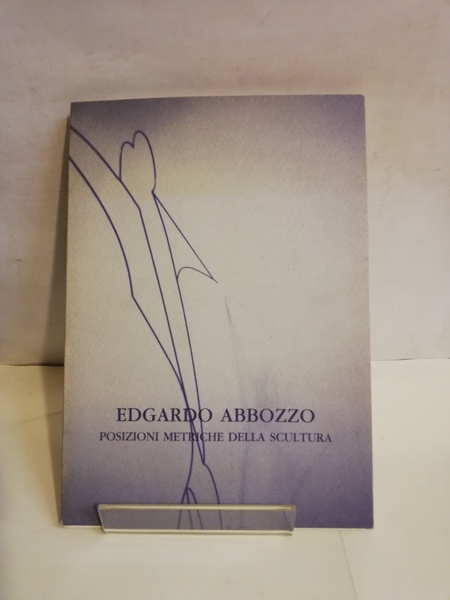 EDGARDO ABBOZZO
POSIZIONI METRICHE DELLA SCULTURA